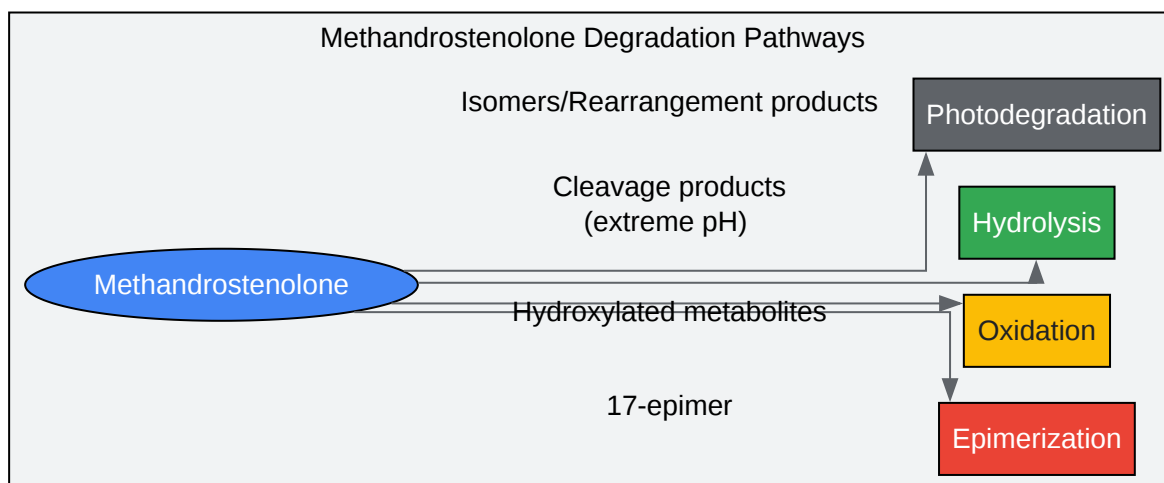 Methandrostenolone Degradation Pathways
Isomers/Rearrangement products
Photodegradation
Cleavage products
(extreme pH)
Hydrolysis
Methandrostenolone
Hydroxylated metabolites
Oxidation
17-epimer
Epimerization